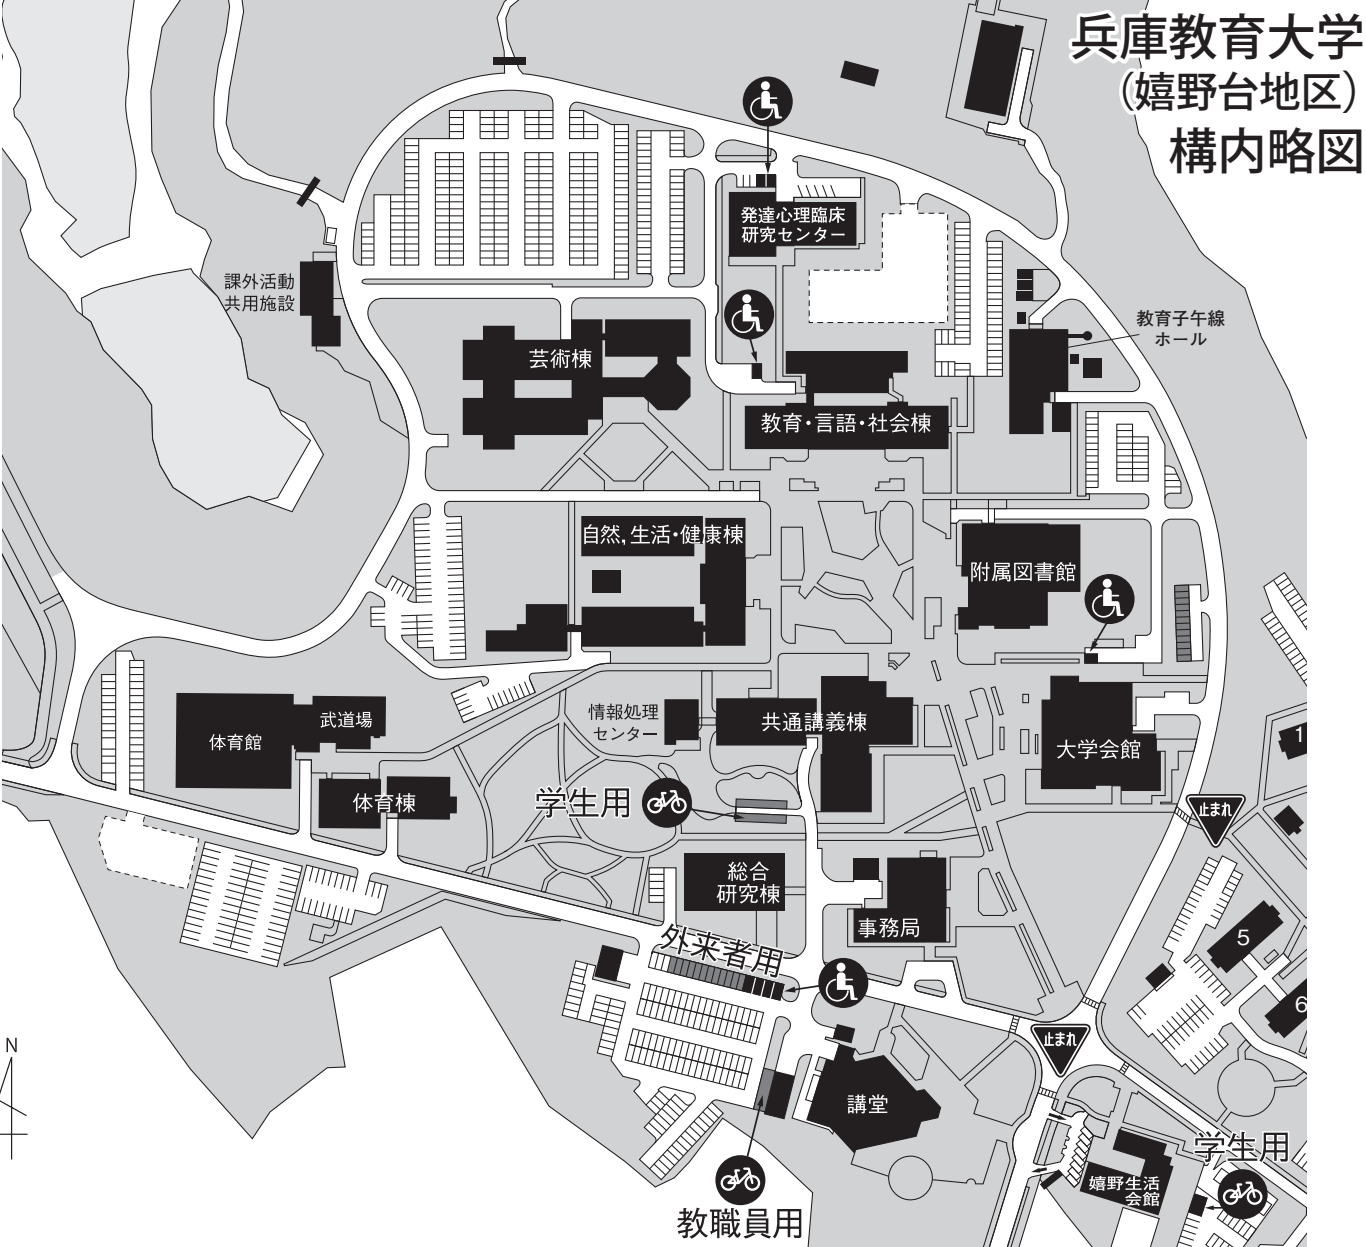 兵庫教育大学
(嬉野台地区)
構内略図
発達心理臨床
研究センター
課外活動
共用施設
教育子午線
ホール
芸術棟
教育・言語・社会棟
自然,生活・健康棟
附属図書館
情報処理
センター
共通講義棟
武道場
体育館
大学会館
1
体育棟
学生用
止まれ
総合
研究棟
事務局
5
外来者用
6
止まれ
N
講堂
学生用
嬉野生活
会館
教職員用